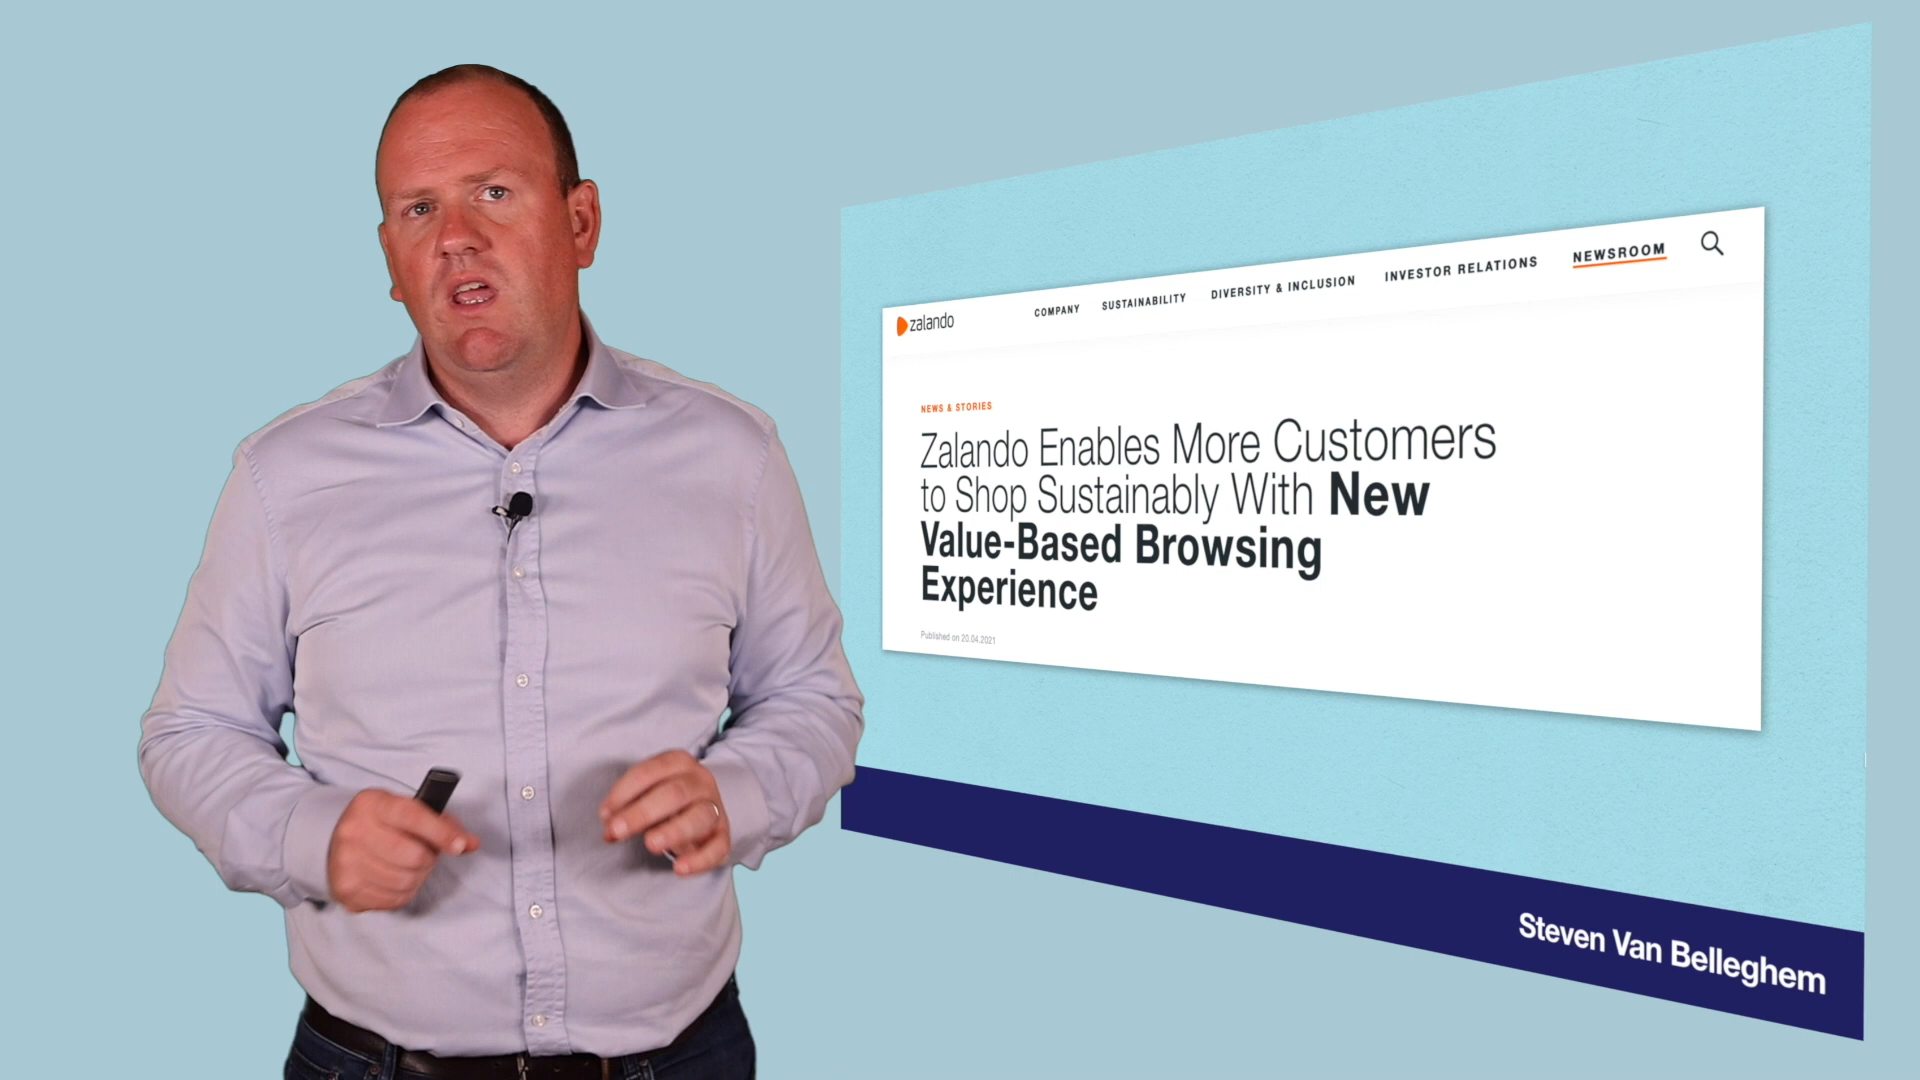 zalando
COMPANY
SUSTAINABILITY
DIVERSITY & INCLUSION
INVESTOR RELATIONS
NEWSROOM
NEWS & STORIES
Zalando Enables More Customers
to Shop Sustainably With New
Value-Based Browsing
Experience
Published on 20.04.2021
Steven Van Belleghem